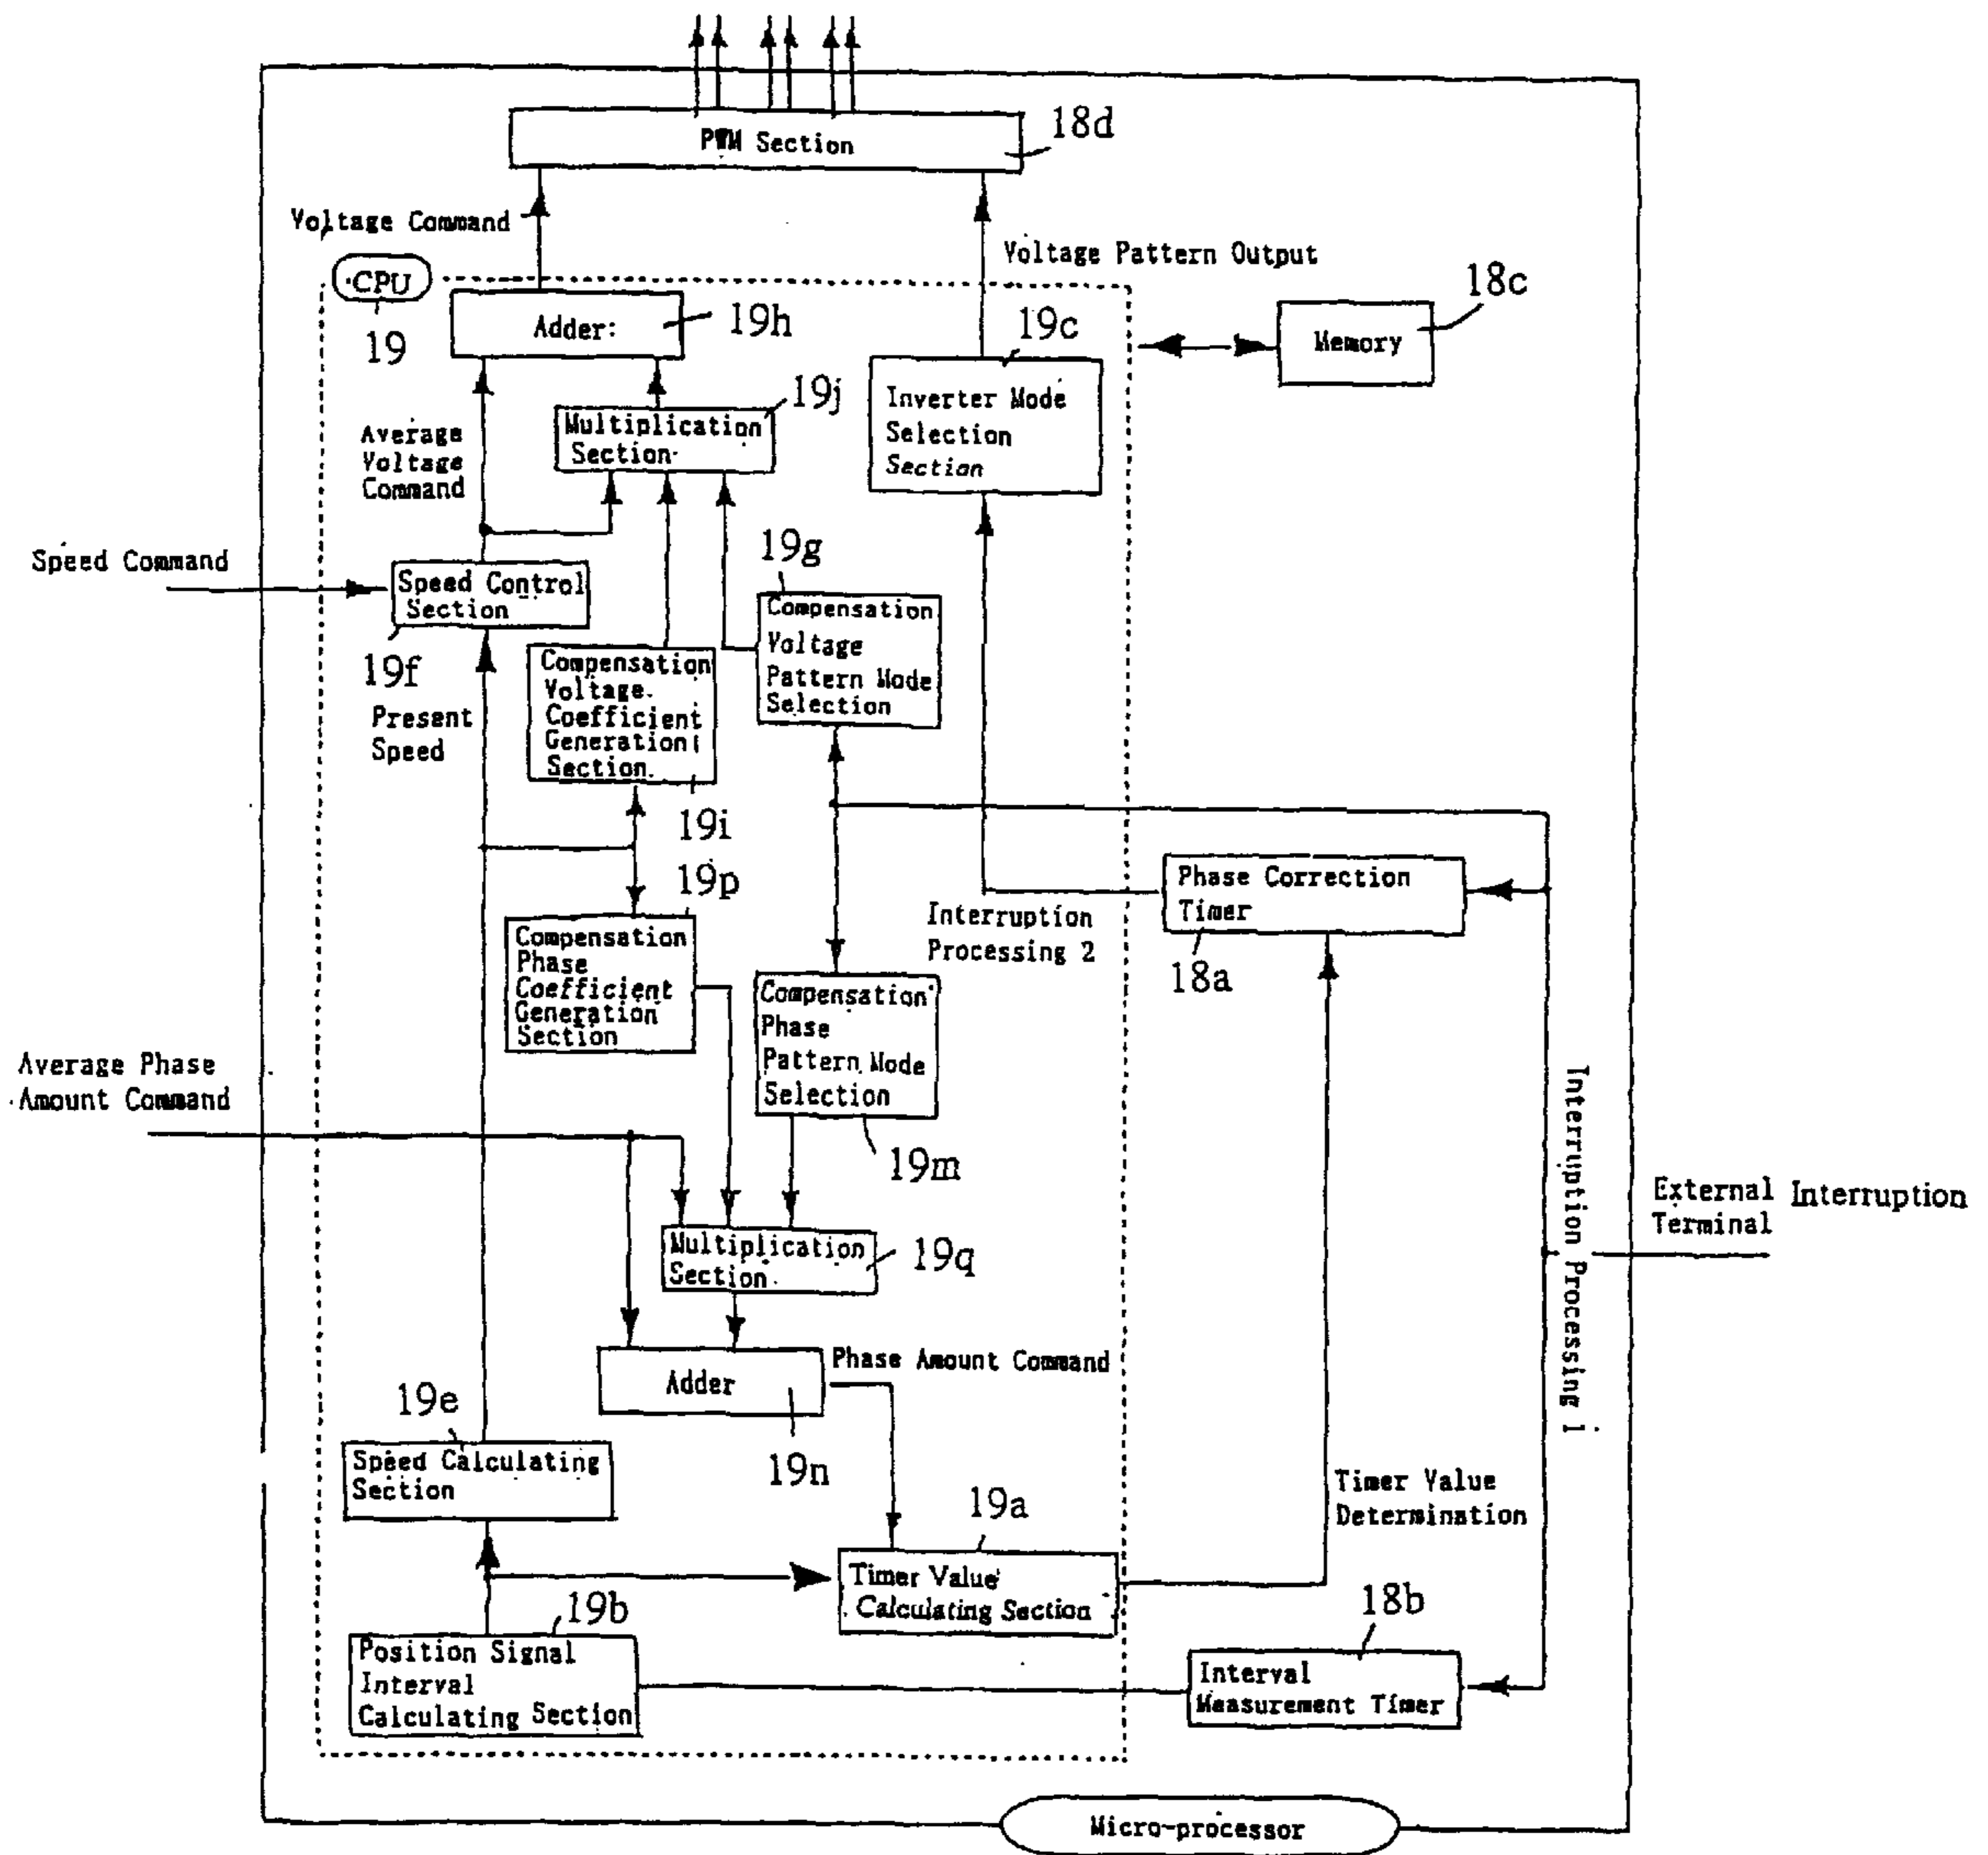 PWM Section
18d
Voltage Command
Voltage Pattern Output
CPU
19
Adder:
19h
19c
18c
Memory
Inverter Mode
Selection
Section
19j
Multiplication
Section
Average
Voltage
Command
Speed Command
Speed Control
Section
19f
19g
Compensation
Voltage
Pattern Mode
Selection
Compensation
Voltage
Coefficient
Generation
Section
19i
Present
Speed
19p
Compensation
Phase
Coefficient
Generation
Section
Interruption
Processing 2
Phase Correction
Timer
18a
Compensation
Phase
Pattern Mode
Selection
19m
Average Phase
Amount Command
Multiplication
Section
19q
Interruption Processing 1
External Interruption
Terminal
Adder
Phase Amount Command
19n
19e
Speed Calculating
Section
19a
Timer Value
Calculating Section
Timer Value
Determination
19b
Position Signal
Interval
Calculating Section
18b
Interval
Measurement Timer
Micro-processor